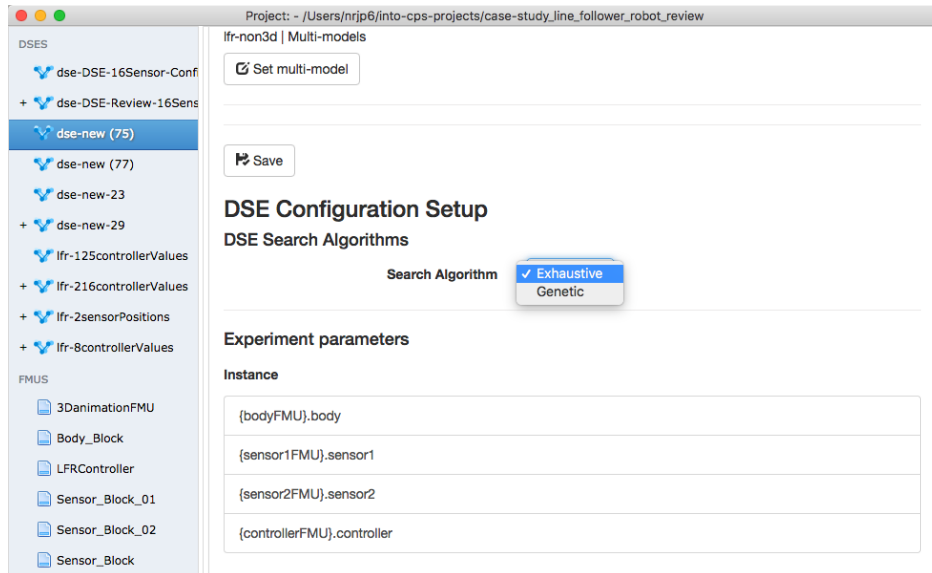 Project: - /Users/nrjp6/into-cps-projects/case-study_line_follower_robot_review
DSES
dse-DSE-16Sensor-Confi
+ dse-DSE-Review-16Sens
dse-new (75)
dse-new (77)
dse-new-23
+ dse-new-29
lfr-125controllerValues
+ lfr-216controllerValues
+ lfr-2sensorPositions
+ lfr-8controllerValues
FMUS
3DanimationFMU
Body_Block
LFRController
Sensor_Block_01
Sensor_Block_02
Sensor_Block
lfr-non3d | Multi-models
Set multi-model
Save
DSE Configuration Setup
DSE Search Algorithms
Search Algorithm
✓ Exhaustive
Genetic
Experiment parameters
Instance
{bodyFMU}.body
{sensor1FMU}.sensor1
{sensor2FMU}.sensor2
{controllerFMU}.controller